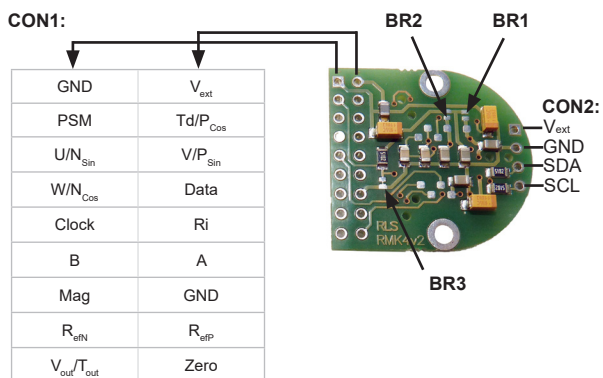 CON1:
BR2 BR1
GND V_ext
PSM Td/P_Cos
U/N_Sin V/P_Sin
W/N_Cos Data
Clock Ri
B A
Mag GND
R_efN R_efP
V_out/T_out Zero
CON2:
V_ext
GND
SDA
SCL
RLS
RMK4v2
BR3